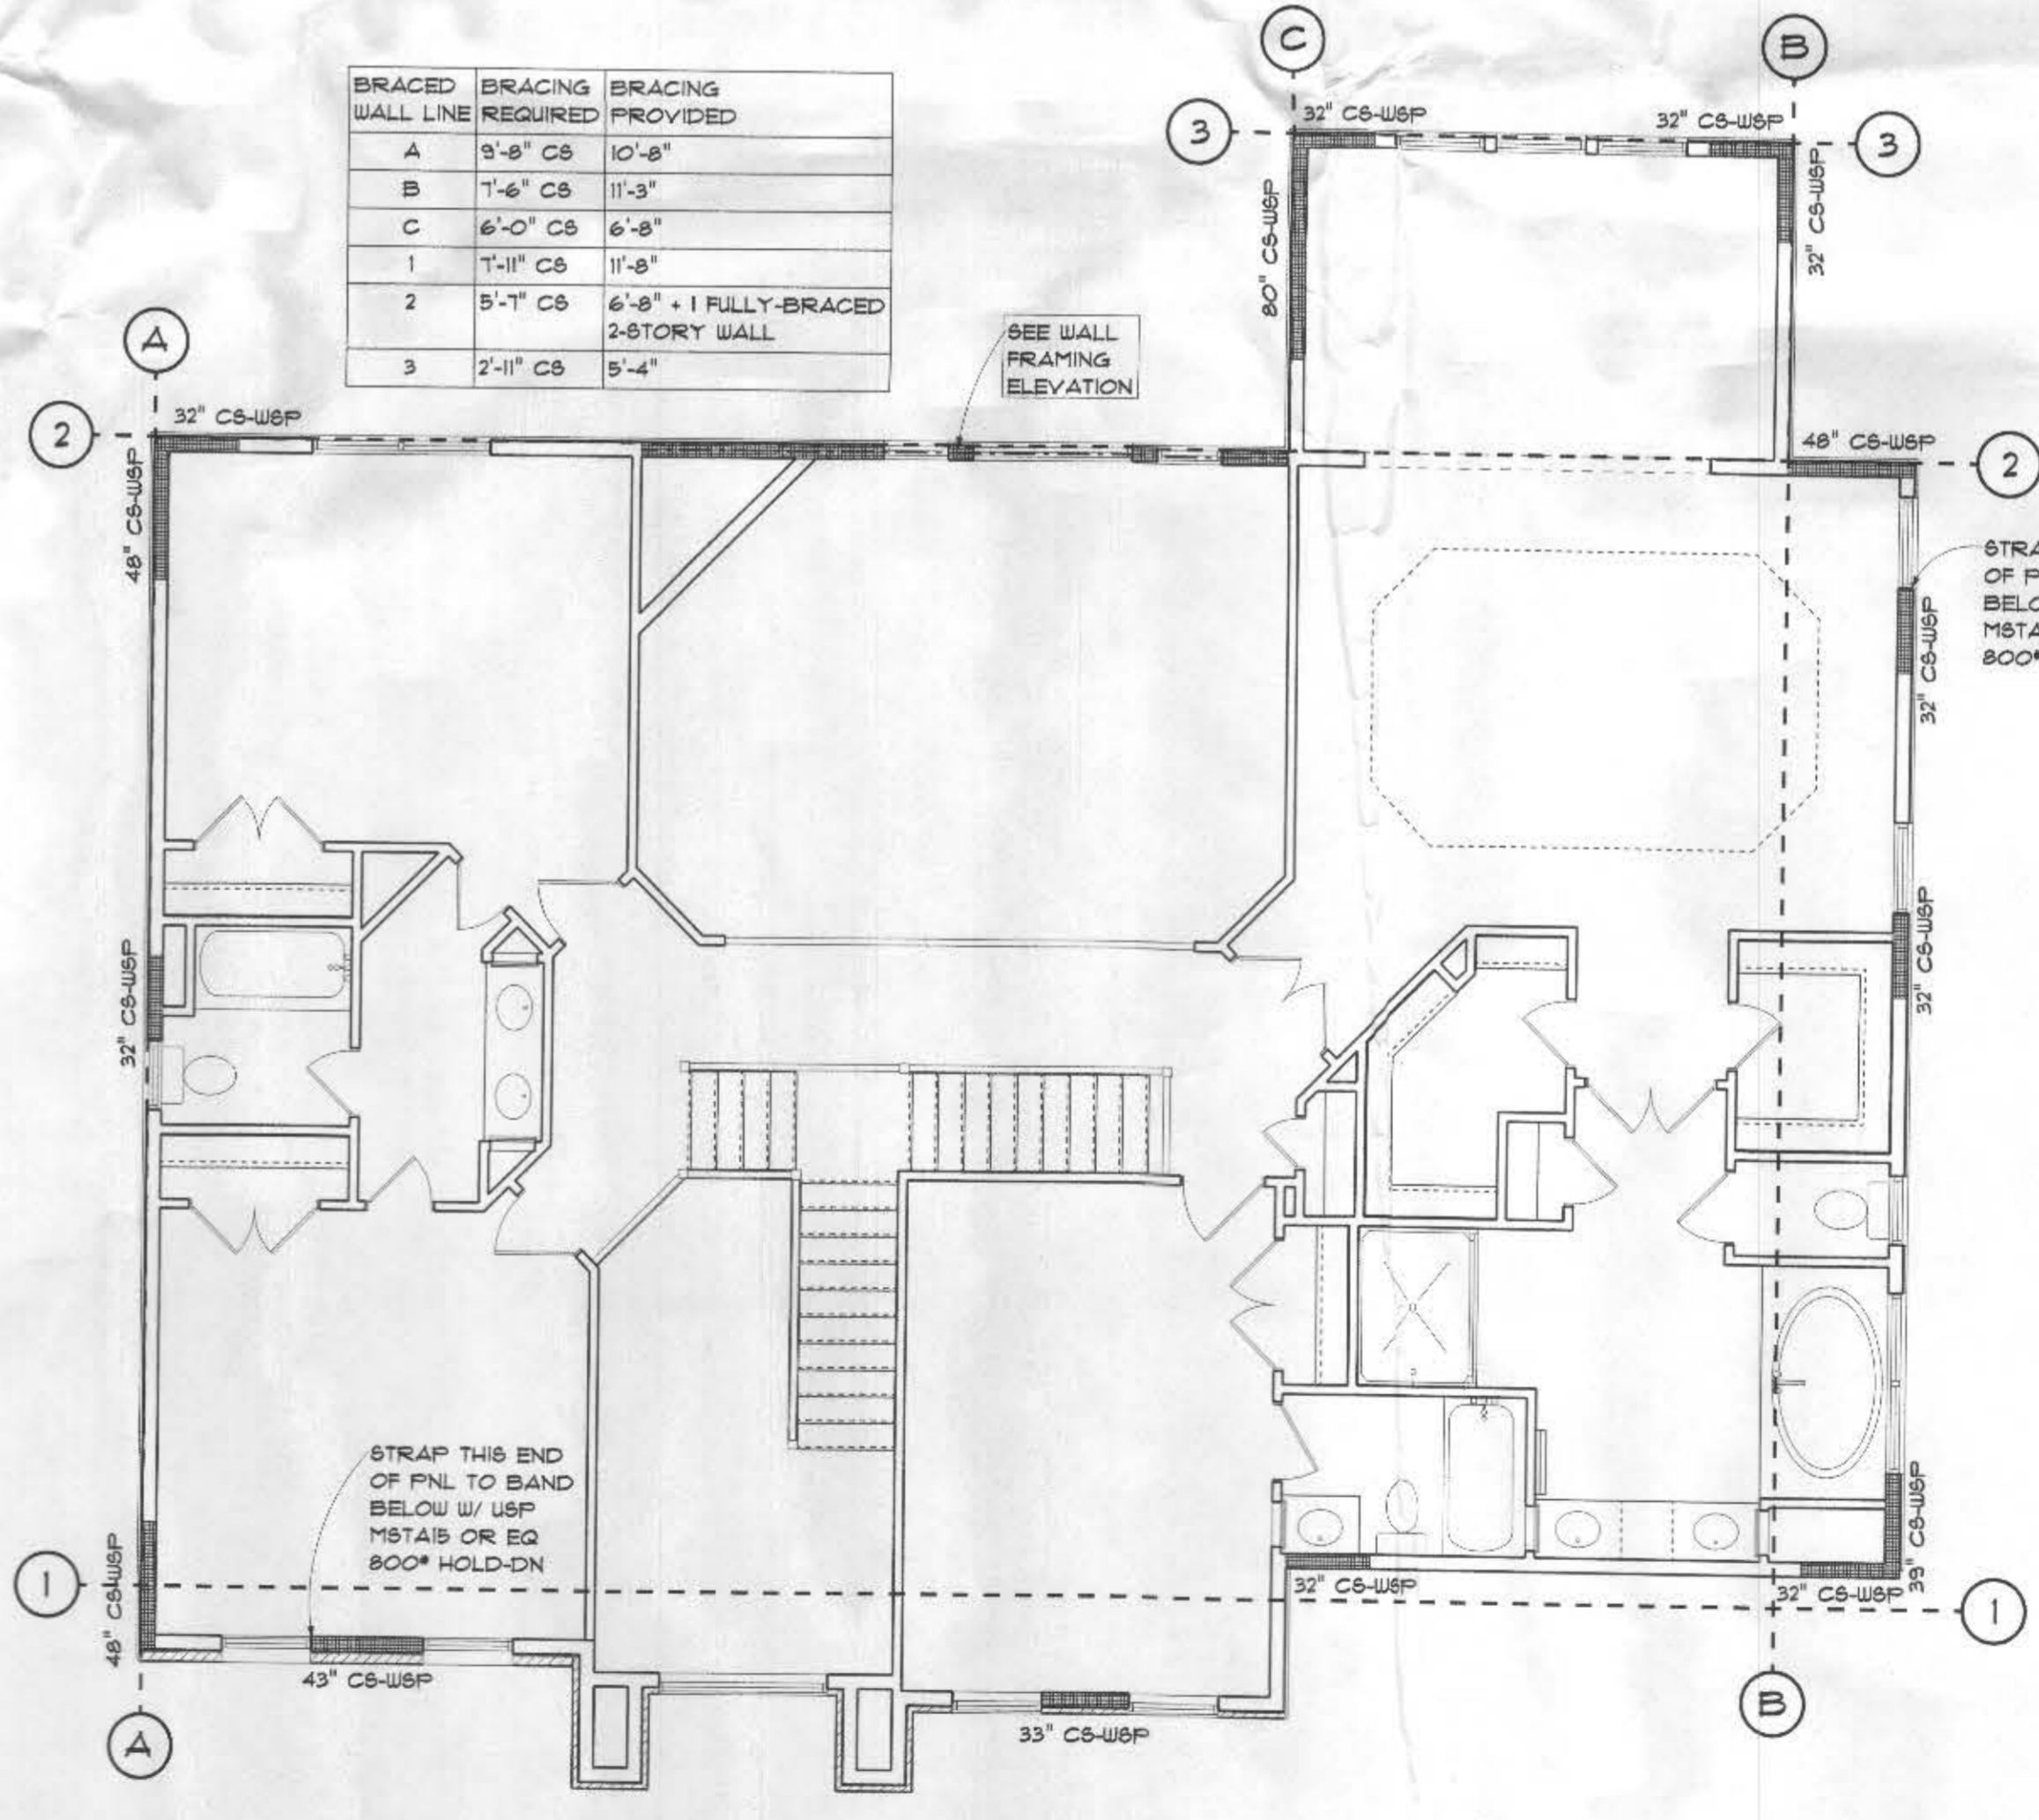 C
B
BRACED WALL LINE | BRACING REQUIRED | BRACING PROVIDED
A | 9'-8" CS | 10'-8"
B | 7'-6" CS | 11'-3"
C | 6'-0" CS | 6'-8"
1 | 7'-11" CS | 11'-8"
2 | 5'-7" CS | 6'-8" + 1 FULLY-BRACED 2-STORY WALL
3 | 2'-11" CS | 5'-4"
3
32" CS-WSP
32" CS-WSP
3
80" CS-WSP
32" CS-WSP
SEE WALL
FRAMING
ELEVATION
A
2
32" CS-WSP
48" CS-WSP
48" CS-WSP
2
32" CS-WSP
800#
32" CS-WSP
32" CS-WSP
STRAP THIS END
OF PNL TO BAND
BELOW W/ USP
MSTA15 OR EQ
800# HOLD-DN
48" CS-WSP
39" CS-WSP
1
32" CS-WSP
32" CS-WSP
1
43" CS-WSP
33" CS-WSP
A
B